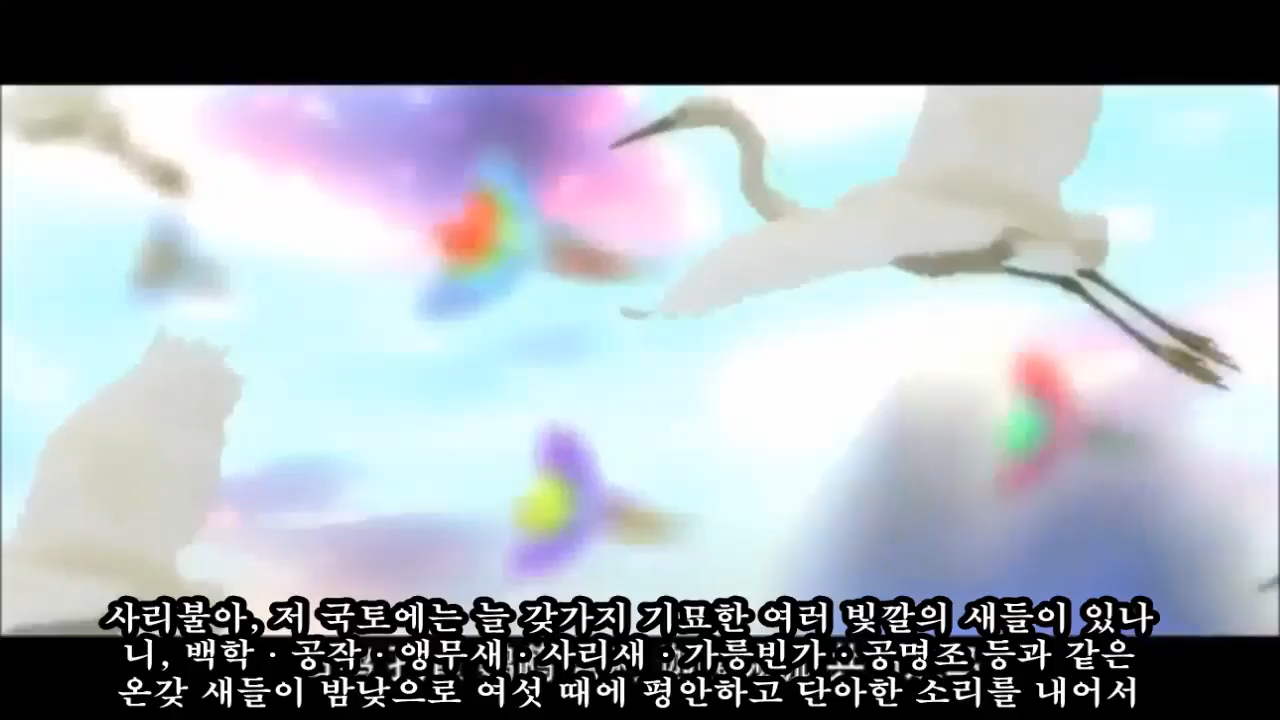 사리불아, 저 국토에는 늘 갖가지 기묘한 여러 빛깔의 새들이 있나
니, 백학·공작··앵무새··사리새··가릉빈가··공명조 등과 같은
온갖 새들이 밤낮으로 여섯 때에 평안하고 단아한 소리를 내어서